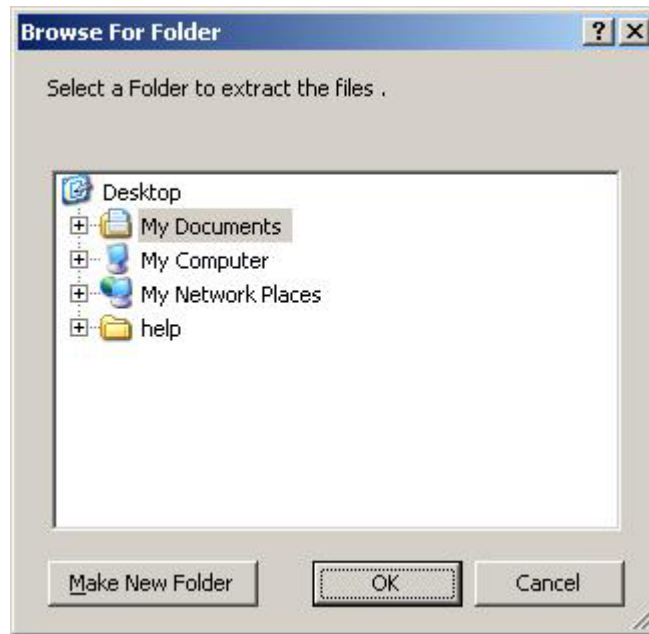 Browse For Folder
Select a Folder to extract the files .
Desktop
My Documents
My Computer
My Network Places
help
Make New Folder OK Cancel